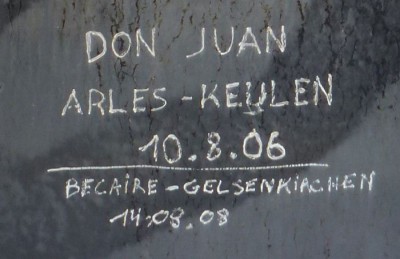 DON JUAN
ARLES-KEULEN
10.8.06
BECAIRE-GELSENKIRCHEN
14.08.08